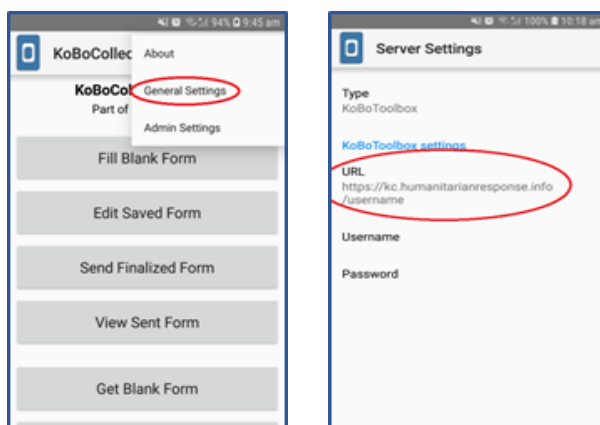 94% 9:45 am
KoBoCollec
About
KoBoCol
General Settings
Part of
Admin Settings
Fill Blank Form
Edit Saved Form
Send Finalized Form
View Sent Form
Get Blank Form
100% 10:18 am
Server Settings
Type
KoBoToolbox
KoBoToolbox settings
URL
https://kc.humanitarianresponse.info
/username
Username
Password